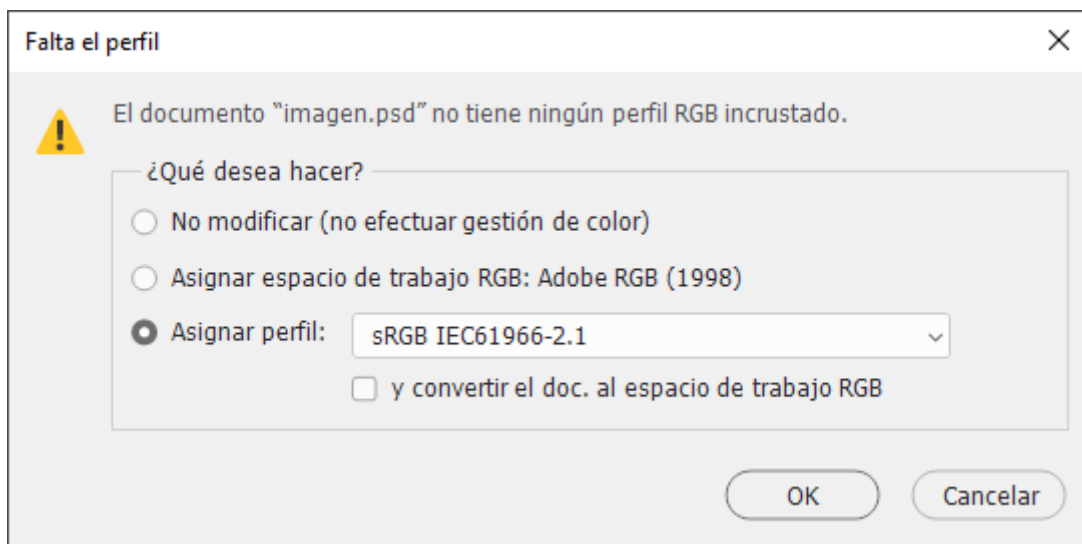 Falta el perfil
El documento “imagen.psd” no tiene ningún perfil RGB incrustado.
¿Qué desea hacer?
No modificar (no efectuar gestión de color)
Asignar espacio de trabajo RGB: Adobe RGB (1998)
Asignar perfil: sRGB IEC61966-2.1
y convertir el doc. al espacio de trabajo RGB
OK Cancelar